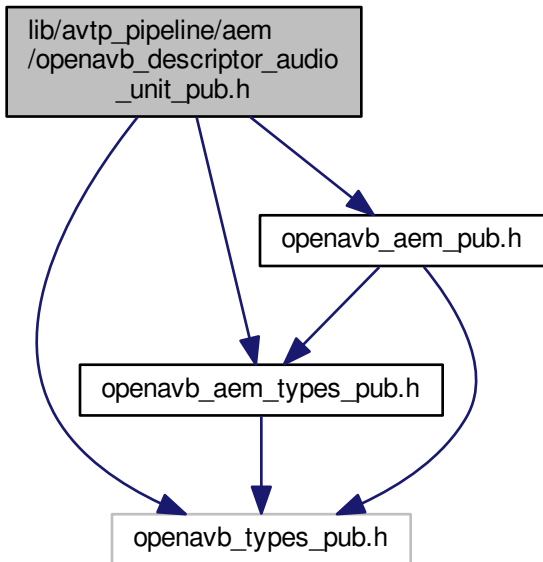 lib/avtp_pipeline/aem
/openavb_descriptor_audio
_unit_pub.h
openavb_aem_pub.h
openavb_aem_types_pub.h
openavb_types_pub.h